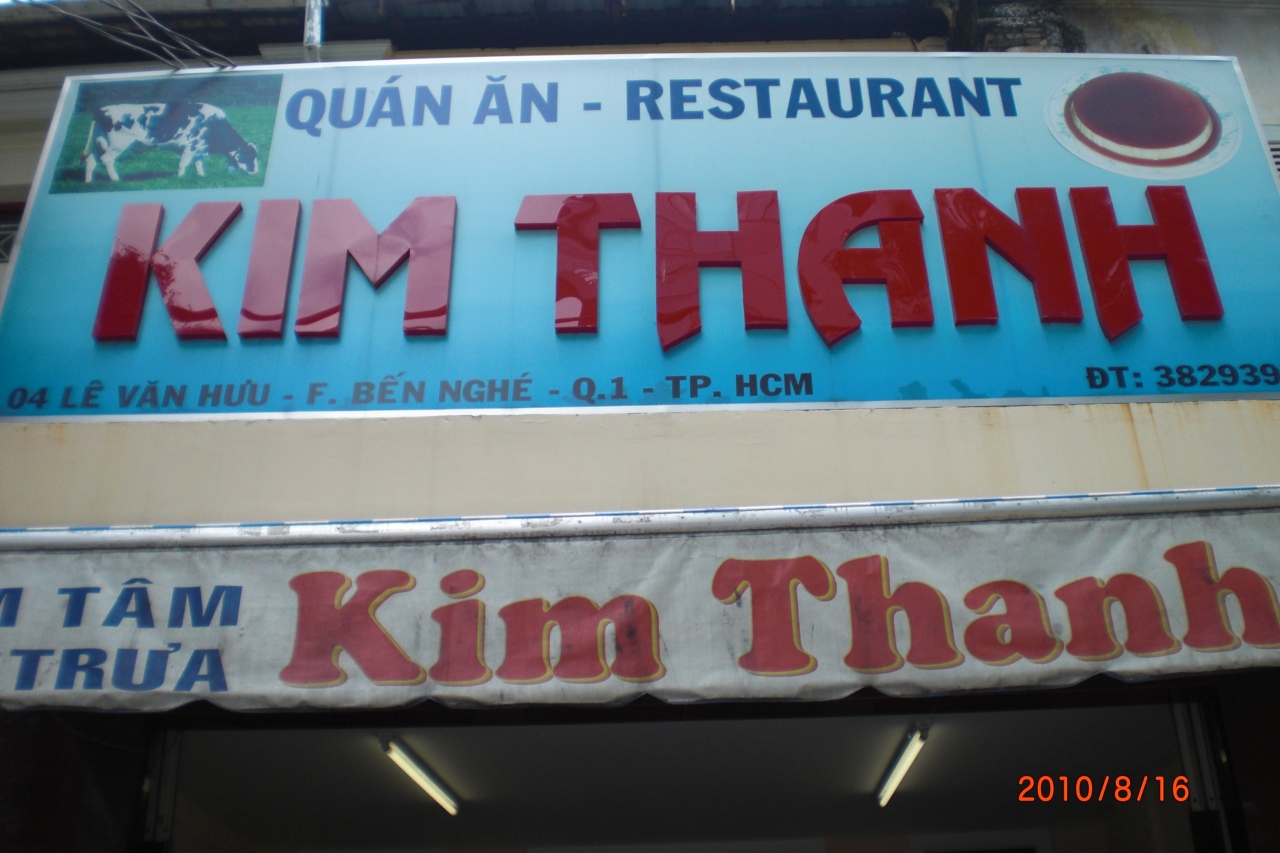 QUÁN ĂN - RESTAURANT
KIM THANH
04 LÊ VĂN HƯU - F. BẾN NGHÉ - Q.1 - TP. HCM
ĐT: 382939
TÂM
TRƯA
Kim Thanh
2010/8/16